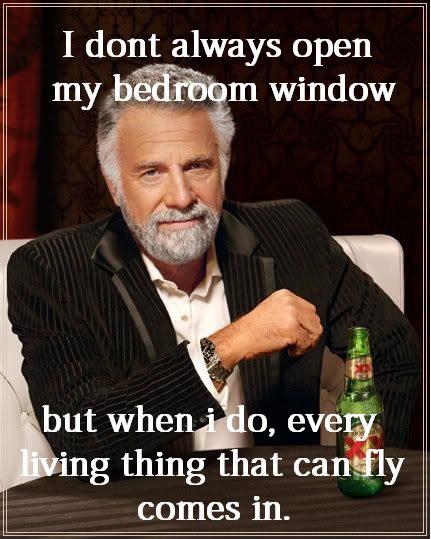 I dont always open
my bedroom window
but when i do, every
living thing that can fly
comes in.